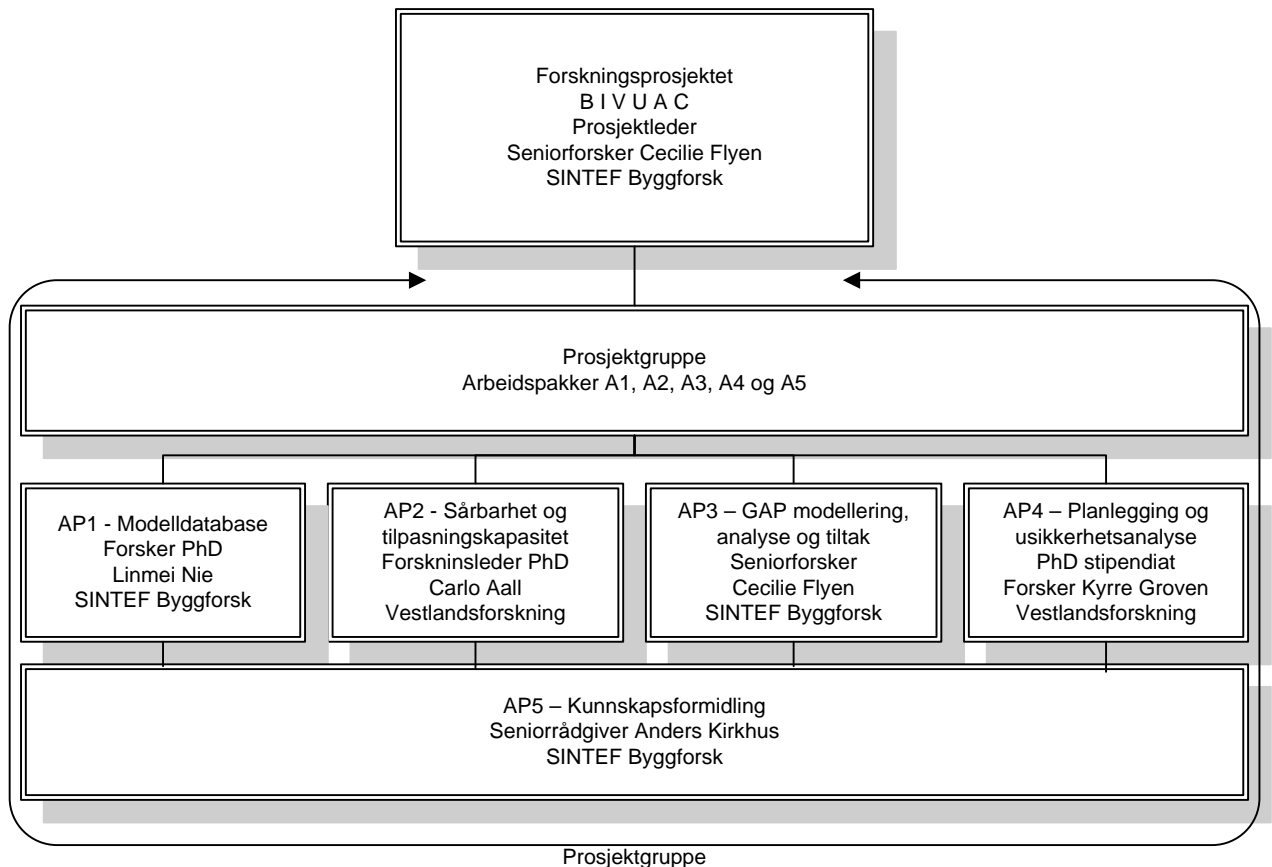 Forskningsprosjektet
B I V U A C
Prosjektleder
Seniorforsker Cecilie Flyen
SINTEF Byggforsk
Prosjektgruppe
Arbeidspakker A1, A2, A3, A4 og A5
AP1 - Modelldatabase
Forsker PhD
Linmei Nie
SINTEF Byggforsk
AP2 - Sårbarhet og
tilpasningskapasitet
Forskninsleder PhD
Carlo Aall
Vestlandsforskning
AP3 – GAP modellering,
analyse og tiltak
Seniorforsker
Cecilie Flyen
SINTEF Byggforsk
AP4 – Planlegging og
usikkerhetsanalyse
PhD stipendiat
Forsker Kyrre Groven
Vestlandsforskning
AP5 – Kunnskapsformidling
Seniorrådgiver Anders Kirkhus
SINTEF Byggforsk
Prosjektgruppe